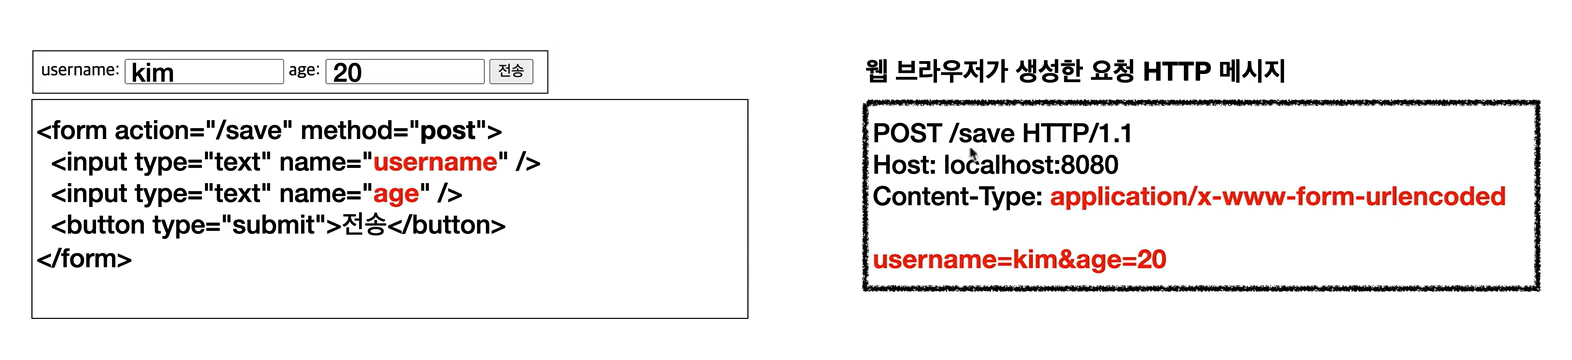 username: kim age: 20 전송
<form action="/save" method="post">
<input type="text" name="username" />
<input type="text" name="age" />
<button type="submit">전송</button>
</form>
웹 브라우저가 생성한 요청 HTTP 메시지
POST /save HTTP/1.1
Host: localhost:8080
Content-Type: application/x-www-form-urlencoded
username=kim&age=20